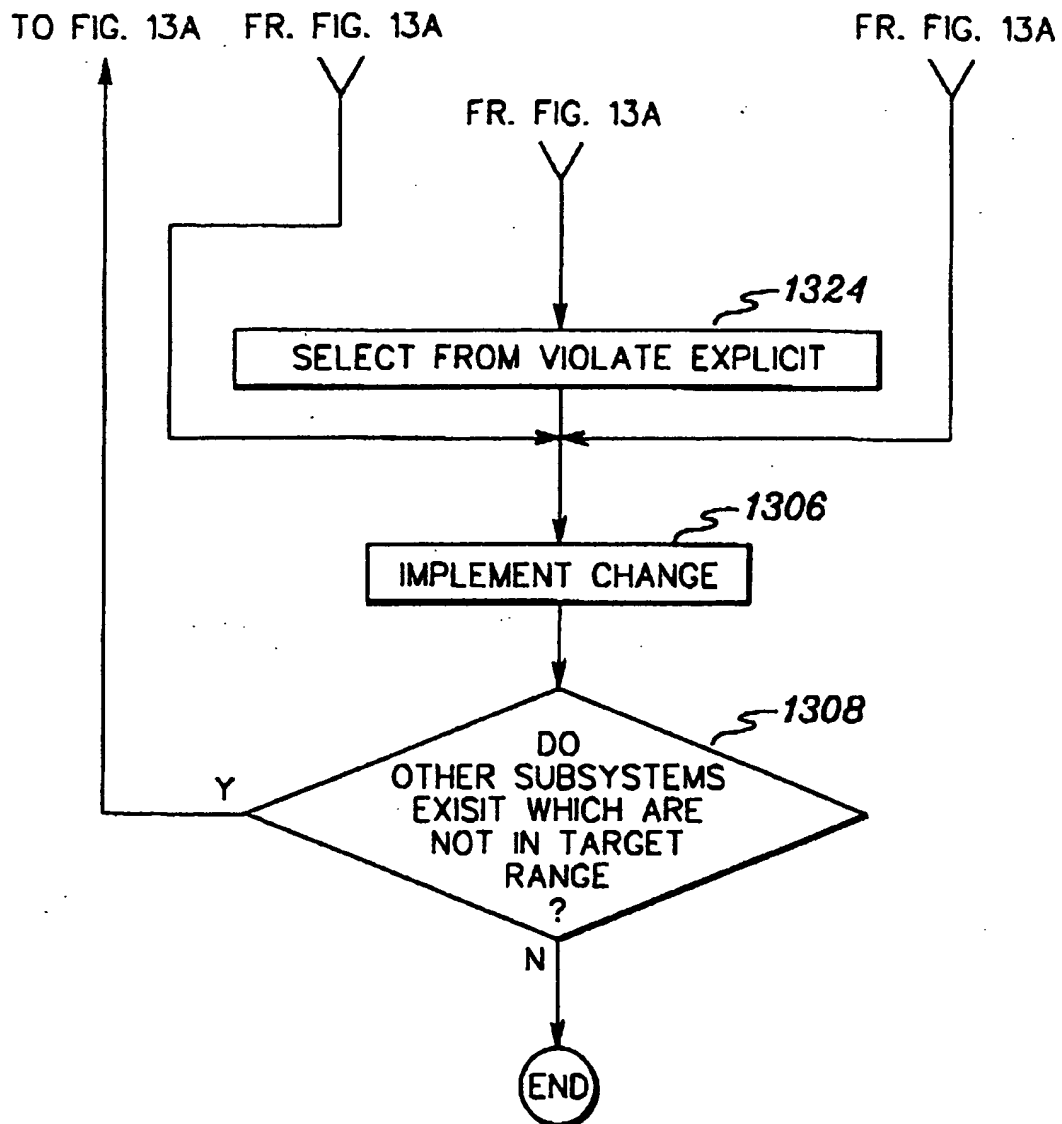 TO FIG. 13A
FR. FIG. 13A
FR. FIG. 13A
FR. FIG. 13A
1324
SELECT FROM VIOLATE EXPLICIT
1306
IMPLEMENT CHANGE
1308
DO
OTHER SUBSYSTEMS
EXISIT WHICH ARE
NOT IN TARGET
RANGE
?
Y
N
END